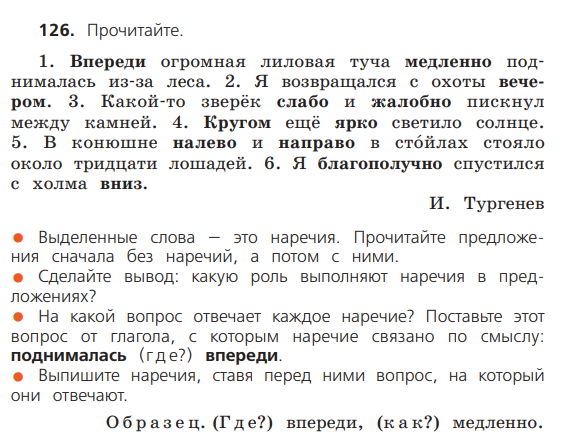 126. Прочитайте.
1. Впереди огромная лиловая туча медленно под-
нималась из-за леса. 2. Я возвращался с охоты вече-
ром. 3. Какой-то зверёк слабо и жалобно пискнул
между камней. 4. Кругом ещё ярко светило солнце.
5. В конюшне налево и направо в сто́йлах стояло
около тридцати лошадей. 6. Я благополучно спустился
с холма вниз.
И. Тургенев
● Выделенные слова — это наречия. Прочитайте предложе-
ния сначала без наречий, а потом с ними.
● Сделайте вывод: какую роль выполняют наречия в пред-
ложениях?
● На какой вопрос отвечает каждое наречие? Поставьте этот
вопрос от глагола, с которым наречие связано по смыслу:
поднималась (где?) впереди.
● Выпишите наречия, ставя перед ними вопрос, на который
они отвечают.
Образец. (Где?) впереди, (как?) медленно.